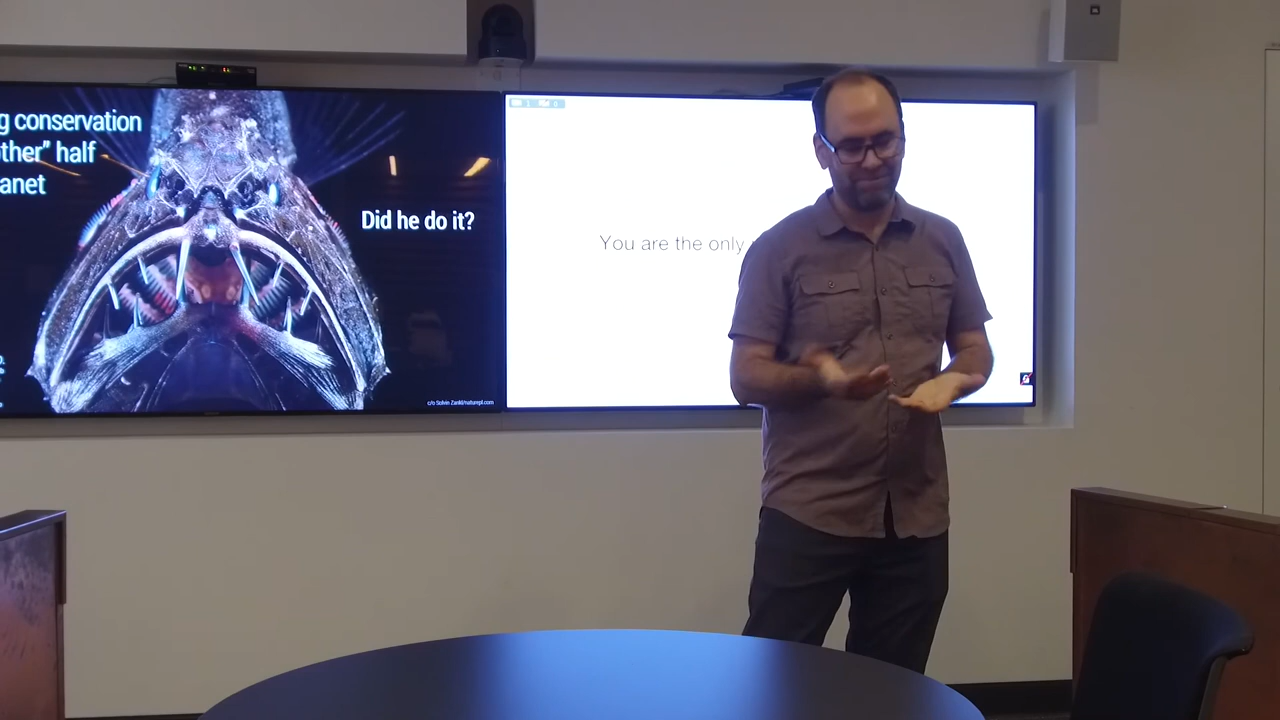 g conservation
ther" half
anet
Did he do it?
c/o Solvin Zankl/naturepl.com
You are the only